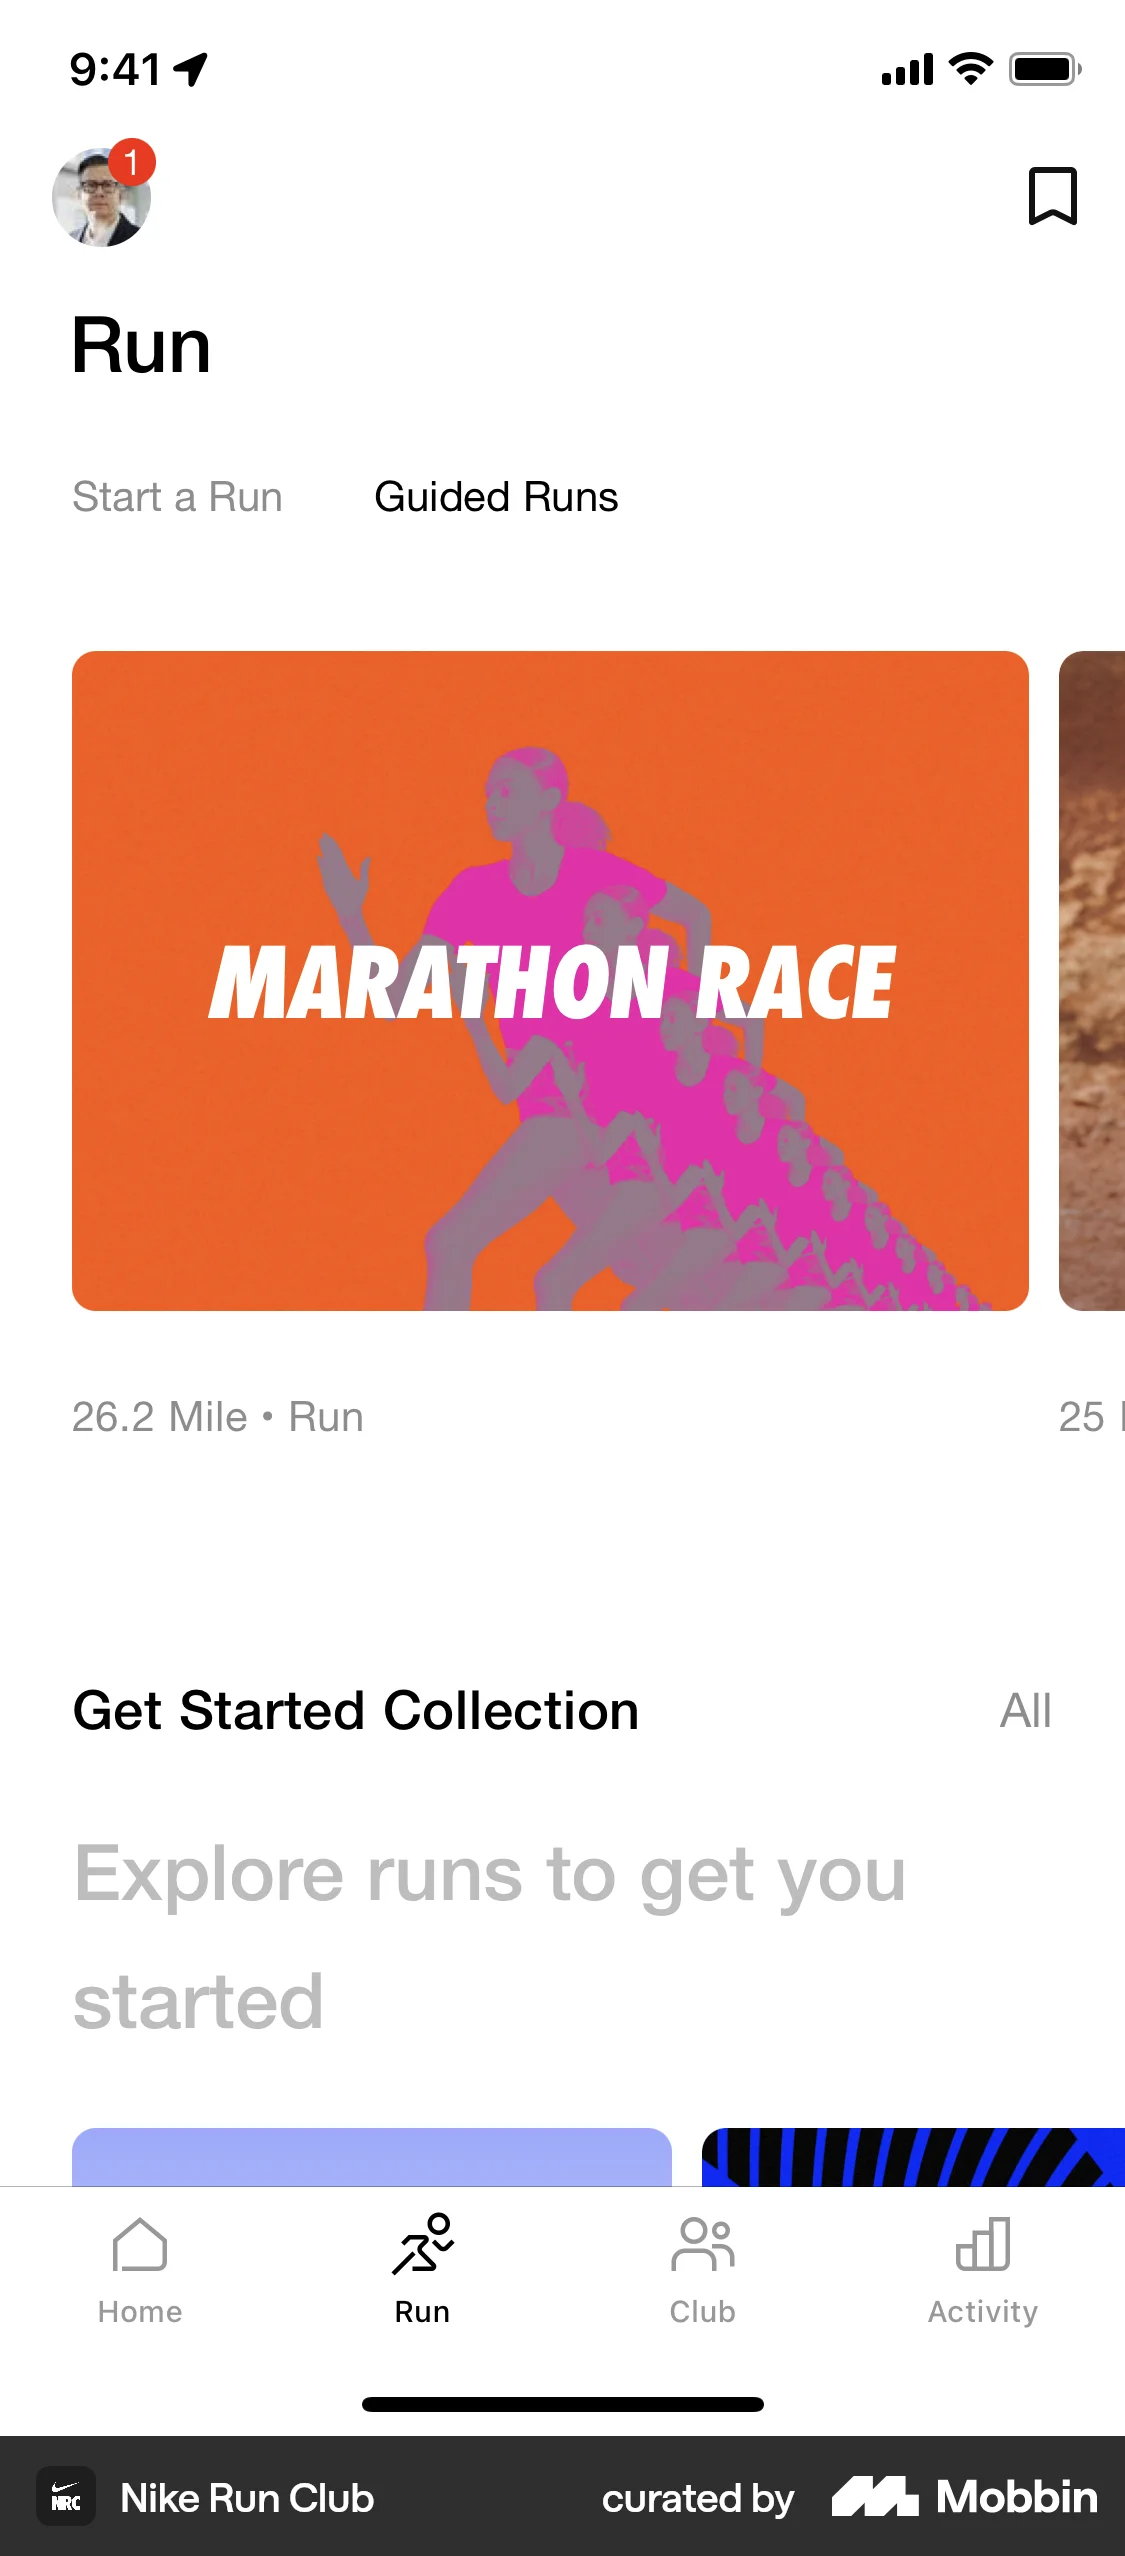 9:41
1
Run
Start a Run Guided Runs
MARATHON RACE
26.2 Mile • Run
25
Get Started Collection All
Explore runs to get you
started
Home Run Club Activity
NRC Nike Run Club curated by Mobbin